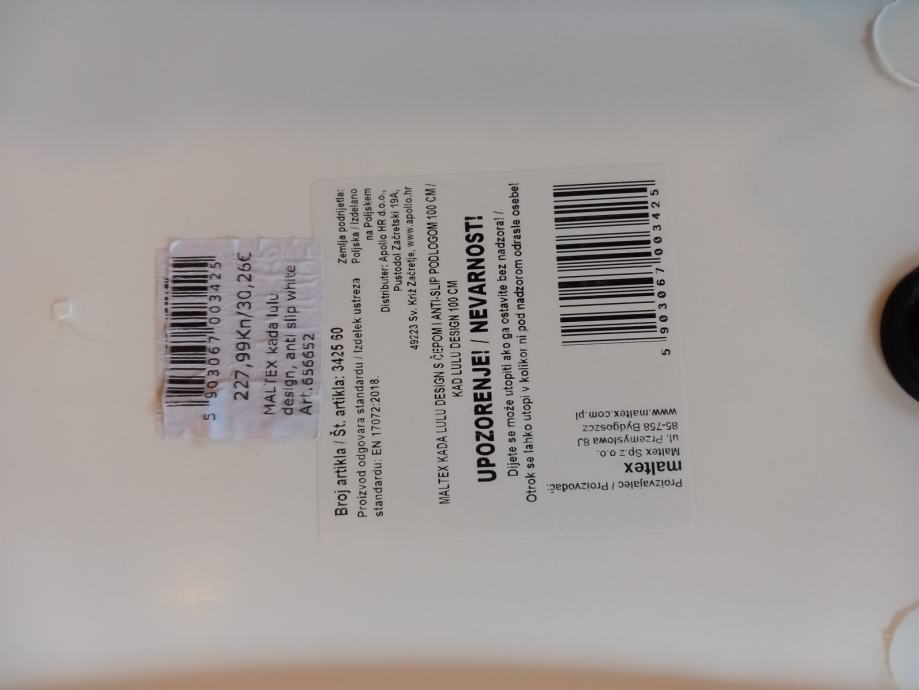 5 903067 003425
227,99Kn/30,26€
MALTEX kada lulu
design, anti slip white
Art.656652
Broj artikla / Št. artikla: 3425 60
Proizvod odgovara standardu / Izdelek ustreza
standardu: EN 17072:2018.
Zemlja podrijetla:
Poljska / Izdelano
na Poljskem
Distributer: Apollo HR d.o.o.,
Pustodol Začretski 19A,
49223 Sv. Križ Začretje, www.apollo.hr
MALTEX KADA LULU DESIGN S ČEPOM I ANTI-SLIP PODLOGOM 100 CM /
KAD LULU DESIGN 100 CM
UPOZORENJE! / NEVARNOST!
Dijete se može utopiti ako ga ostavite bez nadzora! /
Otrok se lahko utopi v kolikor ni pod nadzorom odrasle osebe!
Proizvajalec / Proizvođač:
maltex
Maltex Sp.z.o.o.
ul. Przemysłowa 8J
85-758 Bydgoszcz
www.maltex.com.pl
5 903067 003425